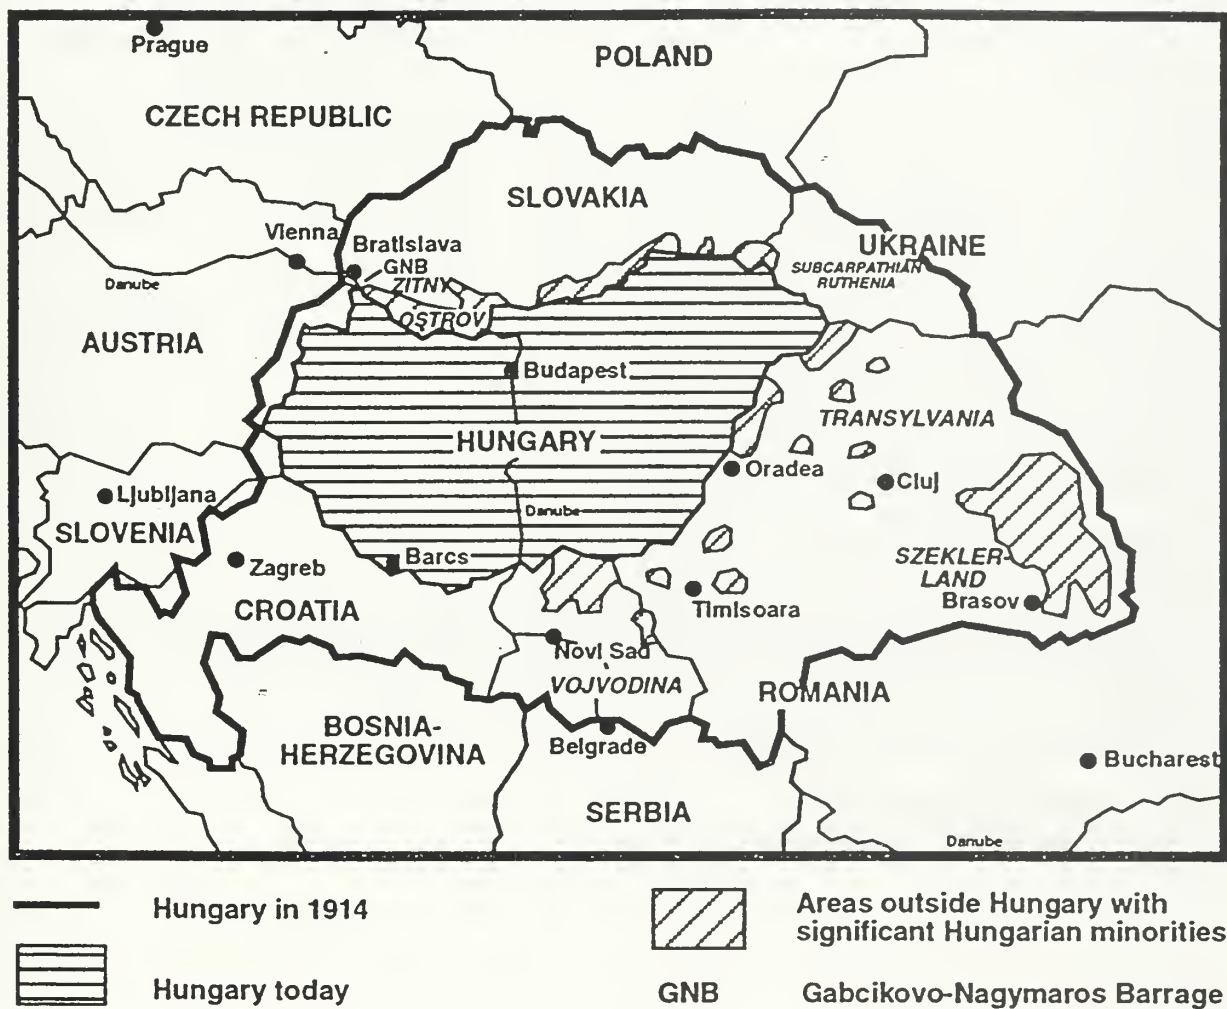 Prague
POLAND
CZECH REPUBLIC
SLOVAKIA
Vienna
Bratislava
UKRAINE
GNB
SUBCARPATHIAN
RUTHENIA
Danube
ZITNY
OSTROV
AUSTRIA
Budapest
TRANSYLVANIA
HUNGARY
Oradea
Cluj
Ljubljana
Danube
SLOVENIA
Barcs
SZEKLER-
LAND
Zagreb
Brasov
CROATIA
Timisoara
Novi Sad
VOJVODINA
ROMANIA
BOSNIA-
HERZEGOVINA
Belgrade
Bucharest
SERBIA
Danube
Hungary in 1914
Hungary today
Areas outside Hungary with
significant Hungarian minorities
GNB
Gabcikovo-Nagymaros Barrage